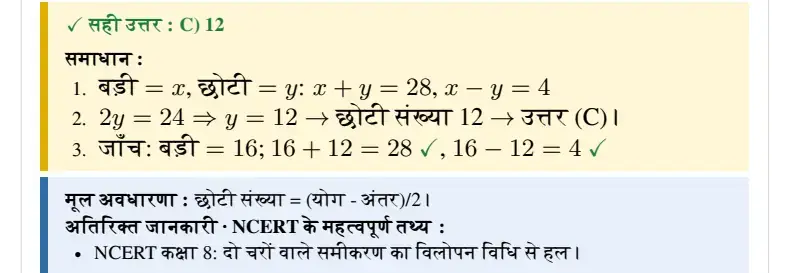 ✓ सही उत्तर : C) 12
समाधान :
1. बड़ी = x, छोटी = y: x + y = 28, x − y = 4
2. 2y = 24 ⇒ y = 12 → छोटी संख्या 12 → उत्तर (C)।
3. जाँच: बड़ी = 16; 16 + 12 = 28 ✓, 16 − 12 = 4 ✓
मूल अवधारणा : छोटी संख्या = (योग - अंतर)/2।
अतिरिक्त जानकारी · NCERT के महत्वपूर्ण तथ्य :
• NCERT कक्षा 8: दो चरों वाले समीकरण का विलोपन विधि से हल।